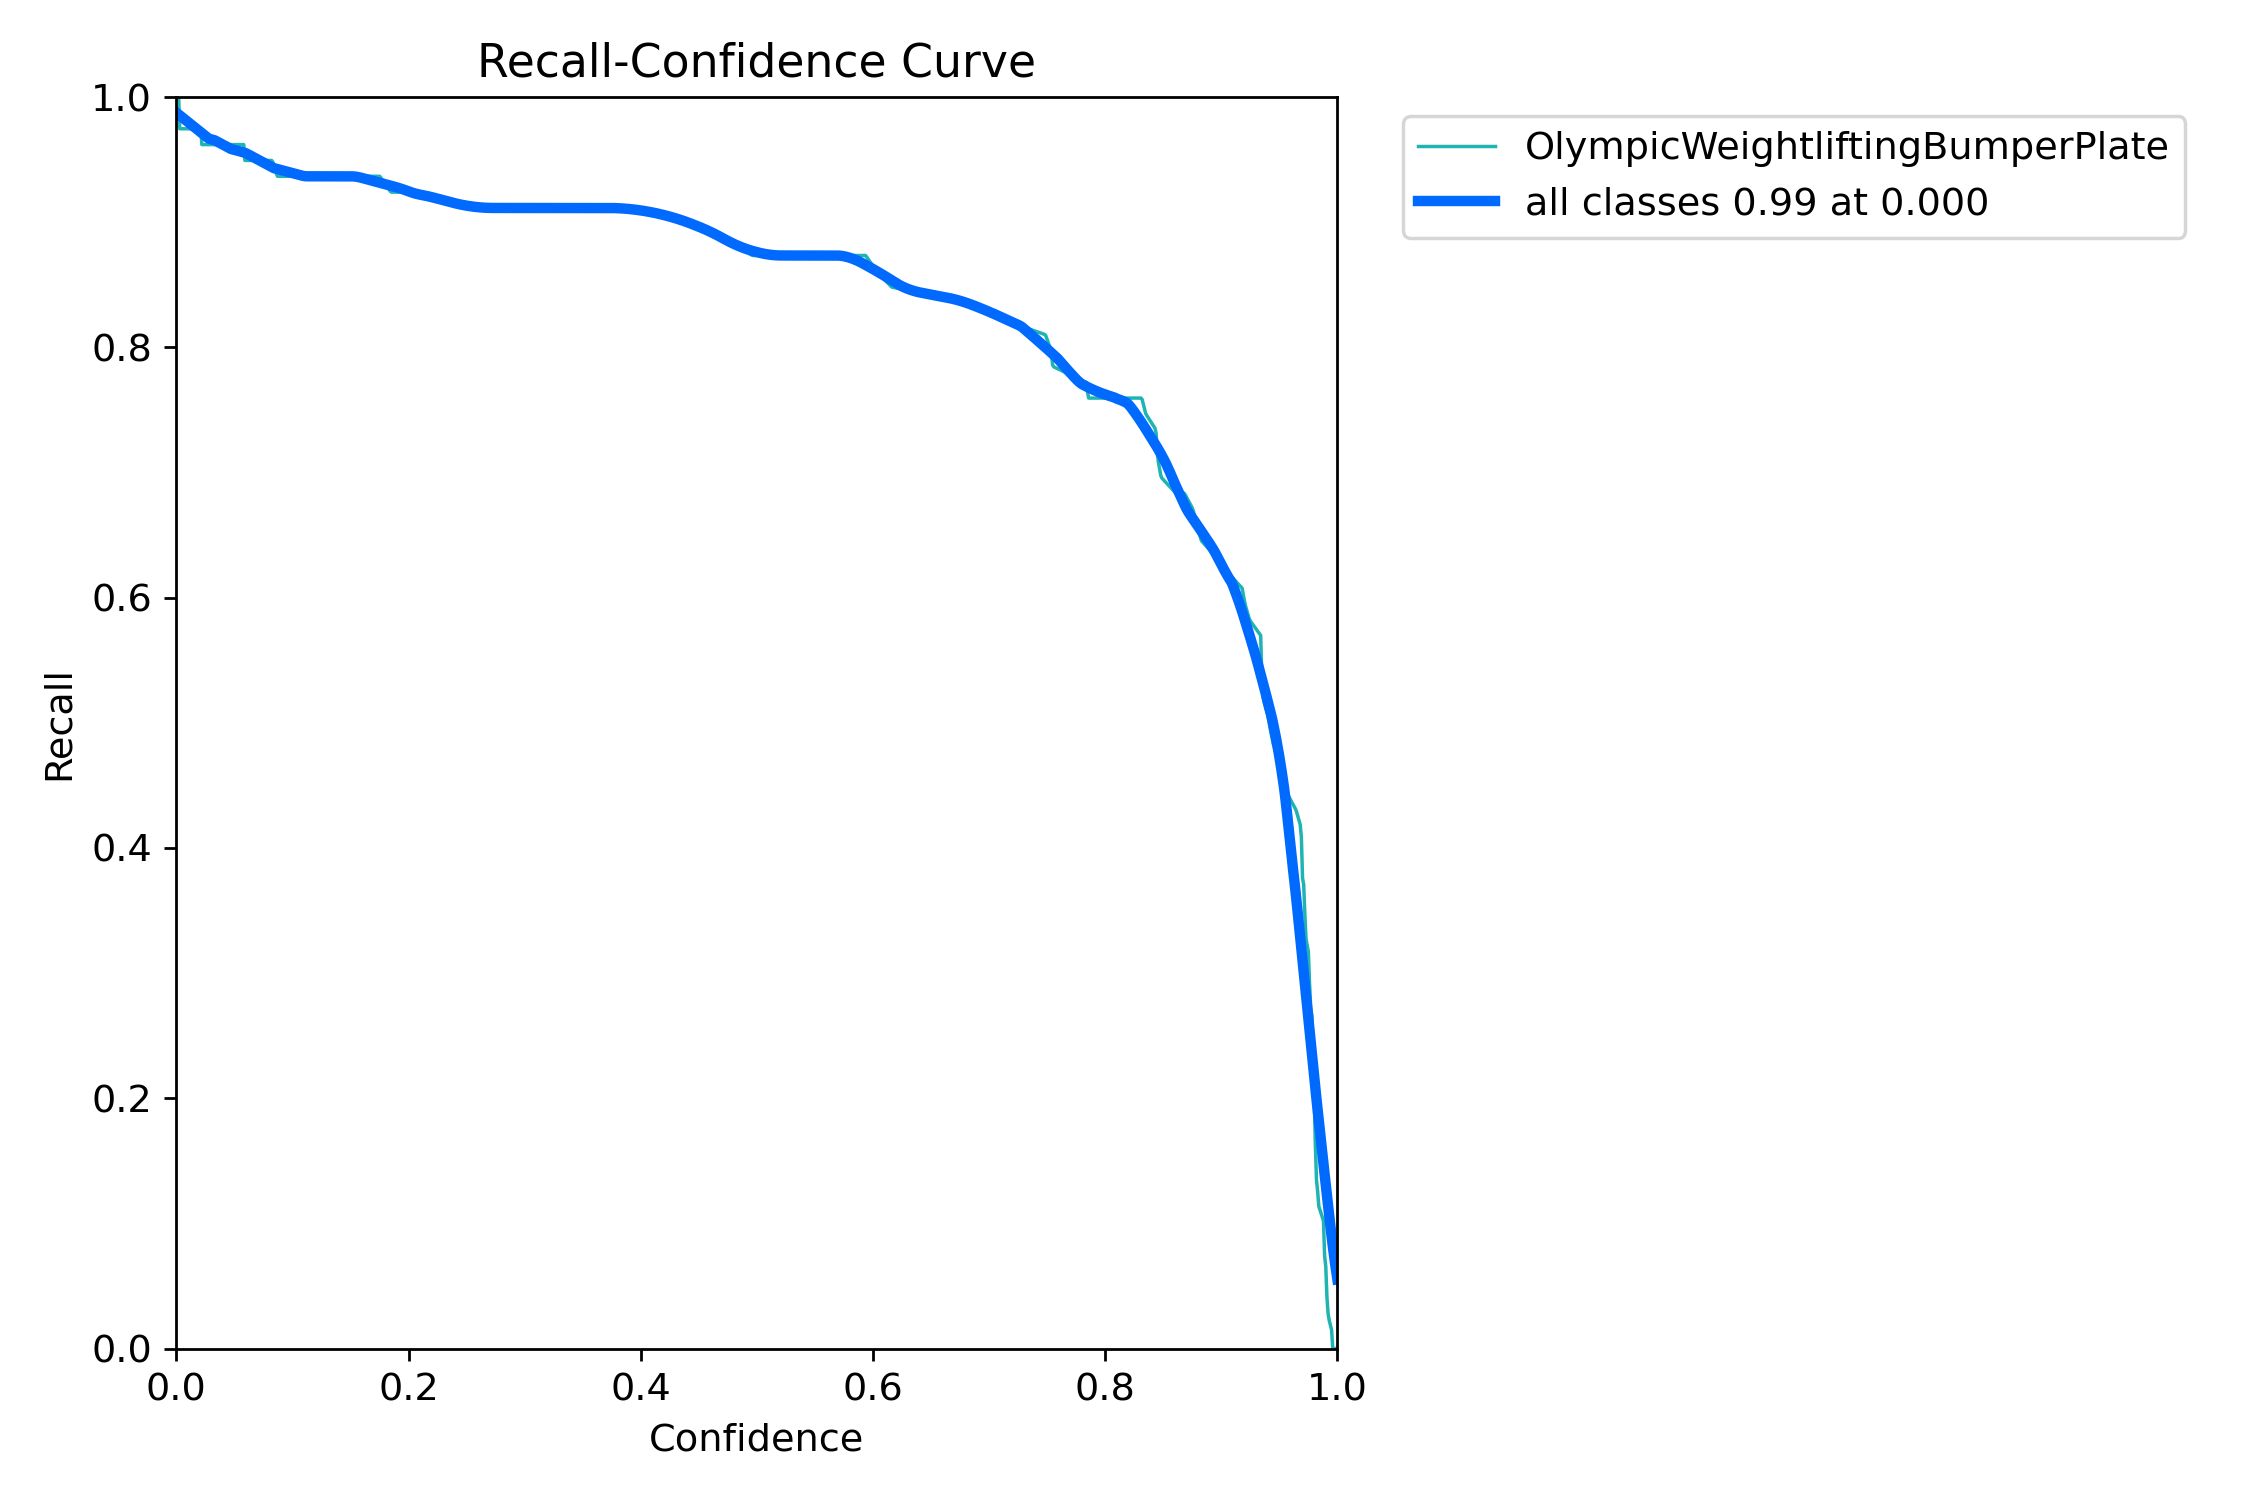 Recall-Confidence Curve
1.0
0.8
0.6
0.4
0.2
0.0
Recall
0.0 0.2 0.4 0.6 0.8 1.0
Confidence
OlympicWeightliftingBumperPlate
all classes 0.99 at 0.000